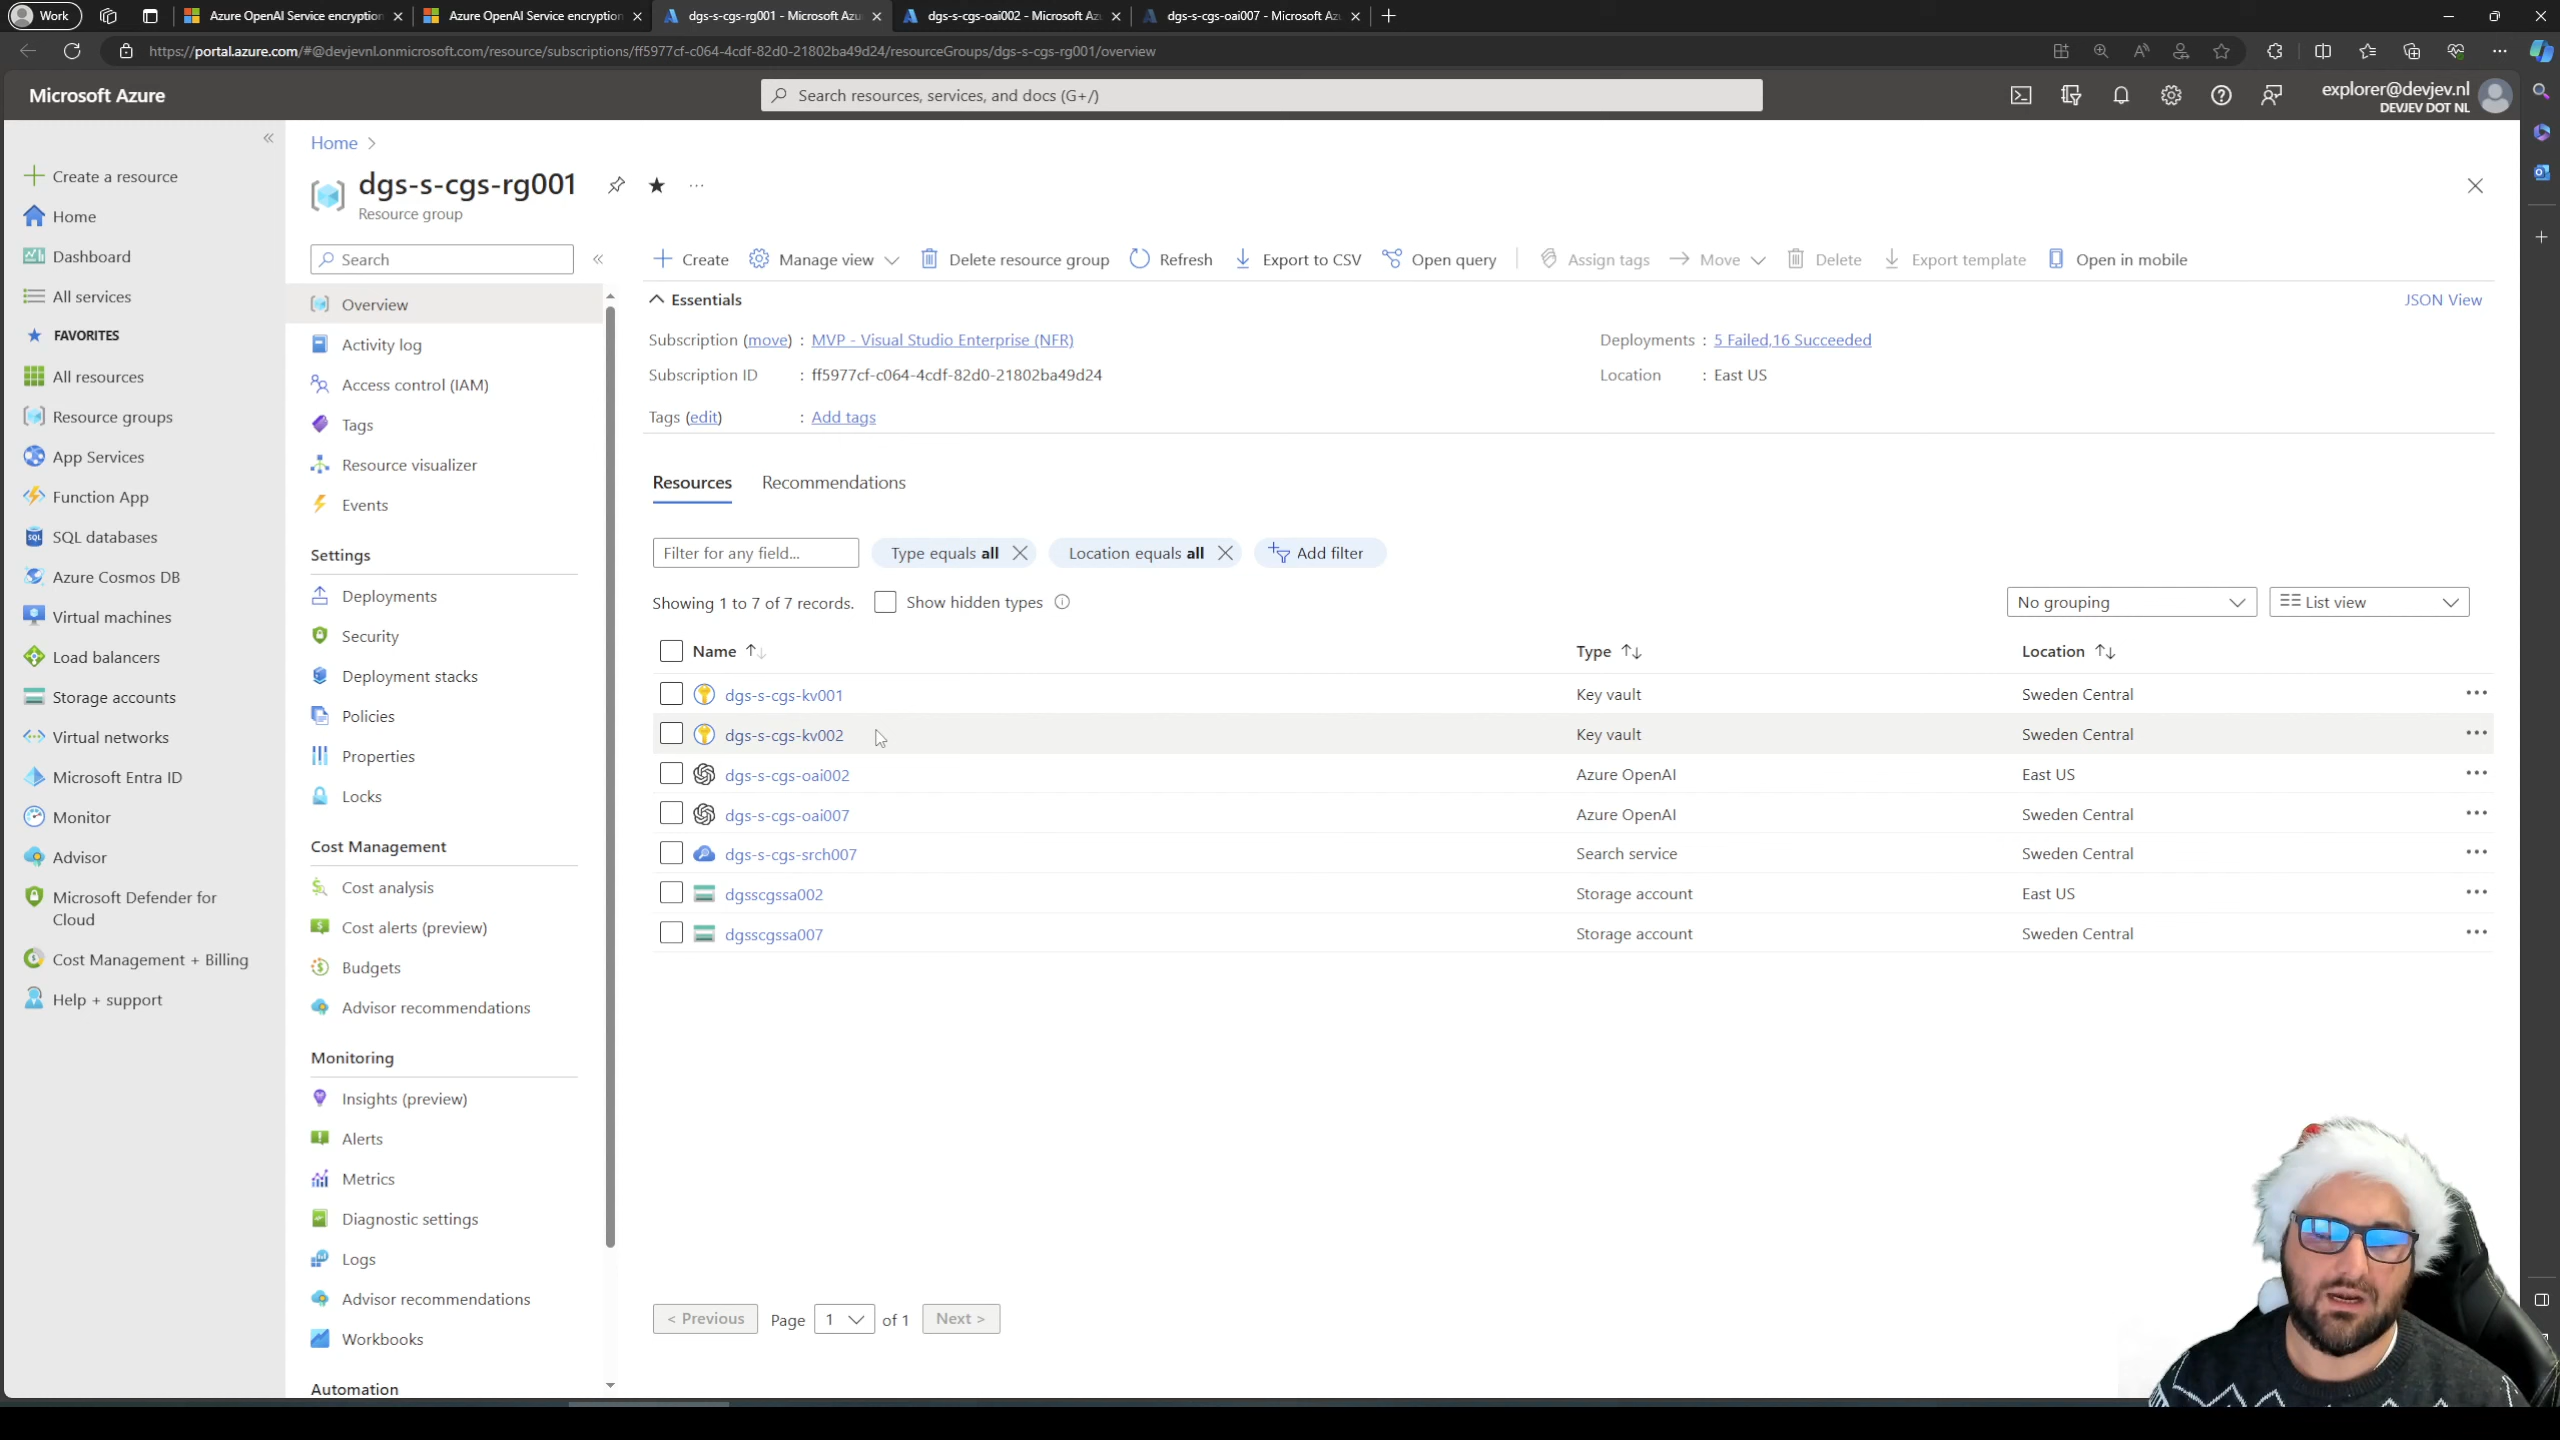 Work
Azure OpenAI Service encryption
Azure OpenAI Service encryption
dgs-s-cgs-rg001 - Microsoft Azu
dgs-s-cgs-oai002 - Microsoft Az
dgs-s-cgs-oai007 - Microsoft Az
https://portal.azure.com/#@devjevnl.onmicrosoft.com/resource/subscriptions/ff5977cf-c064-4cdf-82d0-21802ba49d24/resourceGroups/dgs-s-cgs-rg001/overview
Microsoft Azure
Search resources, services, and docs (G+/)
explorer@devjev.nl
DEVJEV DOT NL
Create a resource
Home
Dashboard
All services
FAVORITES
All resources
Resource groups
App Services
Function App
SQL databases
Azure Cosmos DB
Virtual machines
Load balancers
Storage accounts
Virtual networks
Microsoft Entra ID
Monitor
Advisor
Microsoft Defender for
Cloud
Cost Management + Billing
Help + support
Home >
dgs-s-cgs-rg001
Resource group
Search
Overview
Activity log
Access control (IAM)
Tags
Resource visualizer
Events
Settings
Deployments
Security
Deployment stacks
Policies
Properties
Locks
Cost Management
Cost analysis
Cost alerts (preview)
Budgets
Advisor recommendations
Monitoring
Insights (preview)
Alerts
Metrics
Diagnostic settings
Logs
Advisor recommendations
Workbooks
Automation
Create
Manage view
Delete resource group
Refresh
Export to CSV
Open query
Assign tags
Move
Delete
Export template
Open in mobile
Essentials
JSON View
Subscription (move) : MVP - Visual Studio Enterprise (NFR)
Deployments : 5 Failed,16 Succeeded
Subscription ID : ff5977cf-c064-4cdf-82d0-21802ba49d24
Location : East US
Tags (edit) : Add tags
Resources
Recommendations
Filter for any field...
Type equals all
Location equals all
Add filter
Showing 1 to 7 of 7 records.
Show hidden types
No grouping
List view
Name Type Location
dgs-s-cgs-kv001 Key vault Sweden Central
dgs-s-cgs-kv002 Key vault Sweden Central
dgs-s-cgs-oai002 Azure OpenAI East US
dgs-s-cgs-oai007 Azure OpenAI Sweden Central
dgs-s-cgs-srch007 Search service Sweden Central
dgsscgssa002 Storage account East US
dgsscgssa007 Storage account Sweden Central
< Previous Page 1 of 1 Next >